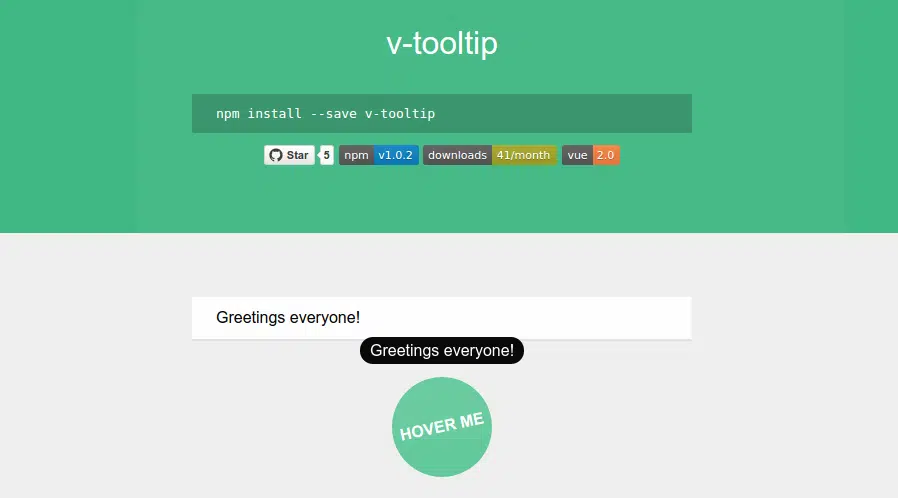 v-tooltip
npm install --save v-tooltip
Star 5 npm v1.0.2 downloads 41/month vue 2.0
Greetings everyone!
Greetings everyone!
HOVER ME